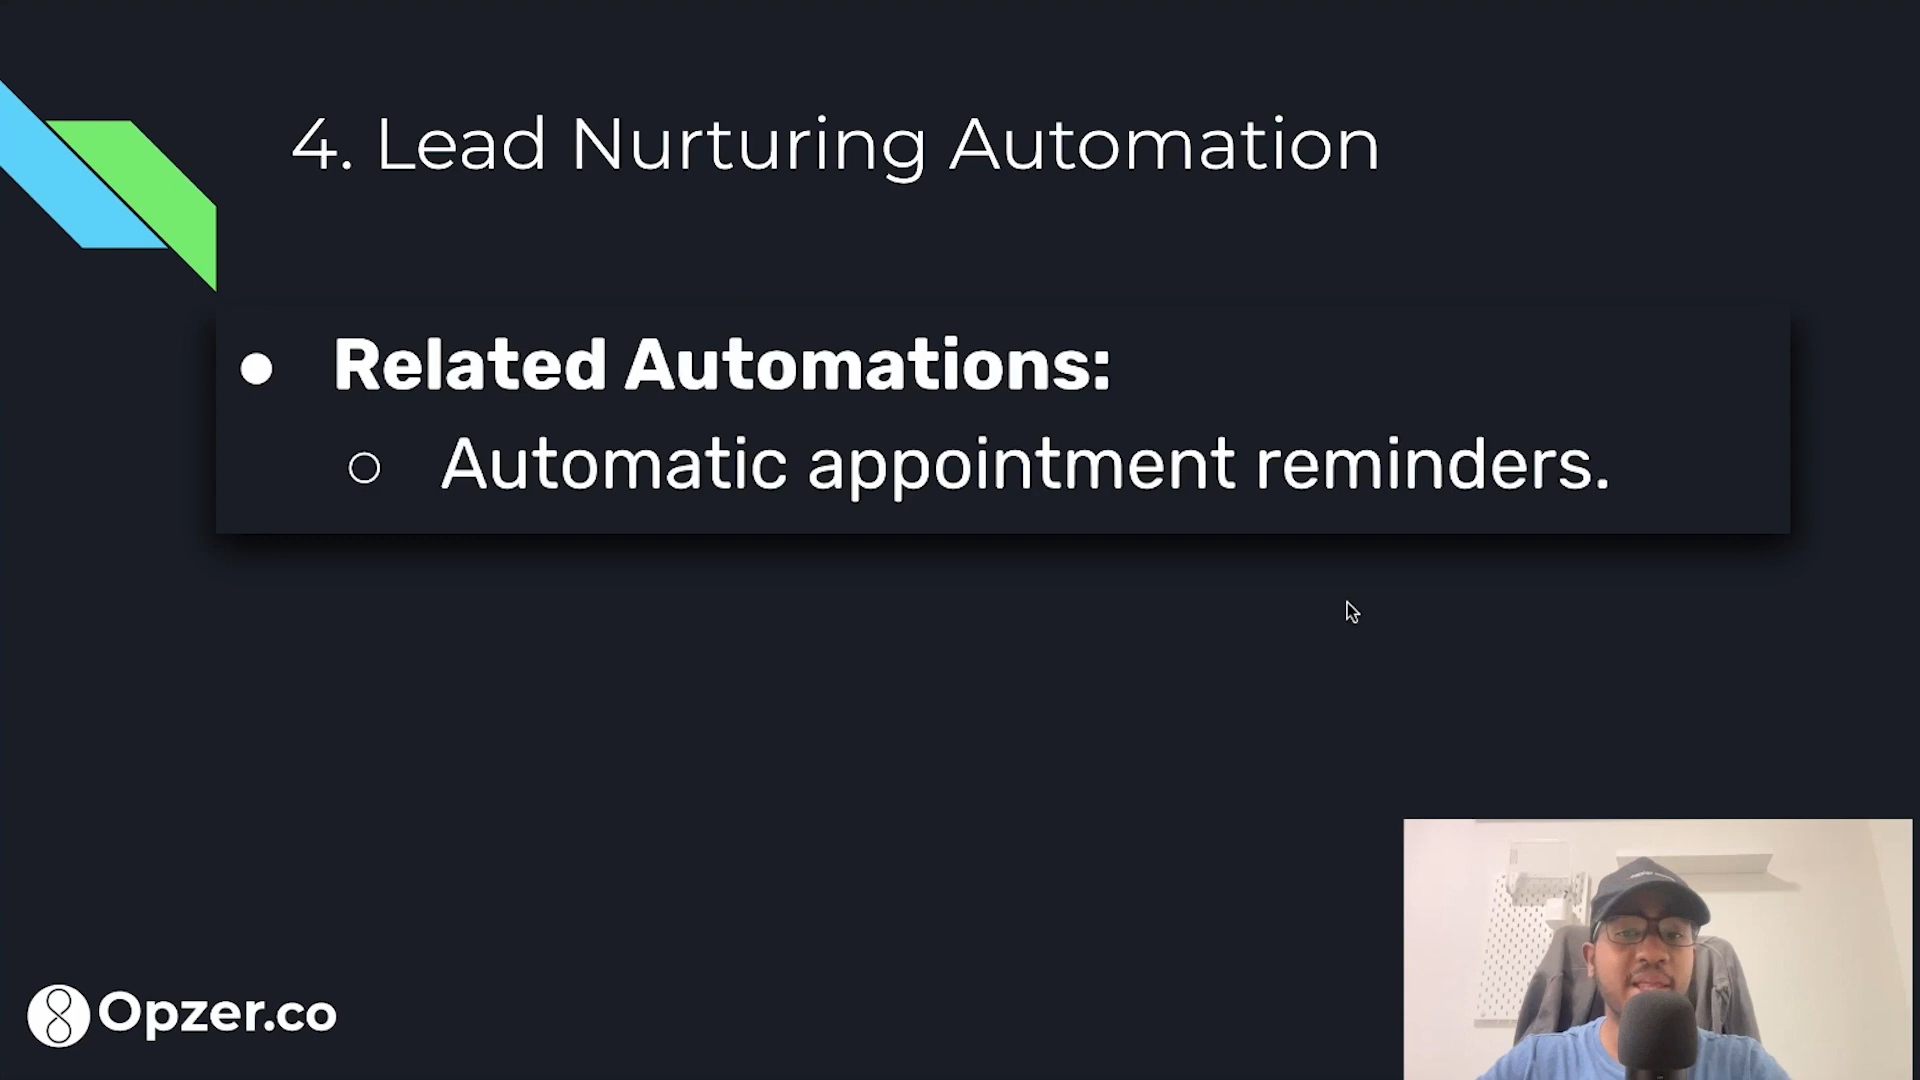 4. Lead Nurturing Automation
● Related Automations:
○ Automatic appointment reminders.
Opzer.co